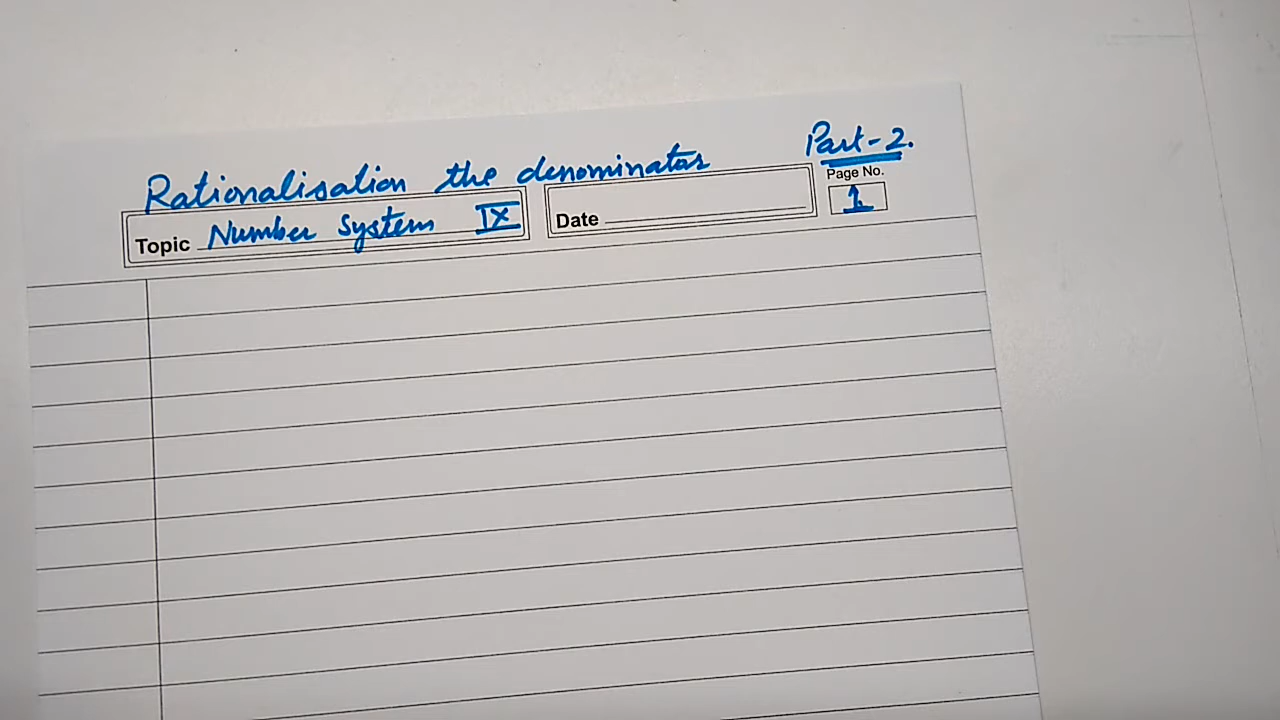 Rationalisation the denominator Part-2.
Topic Number System IX Date Page No.
1